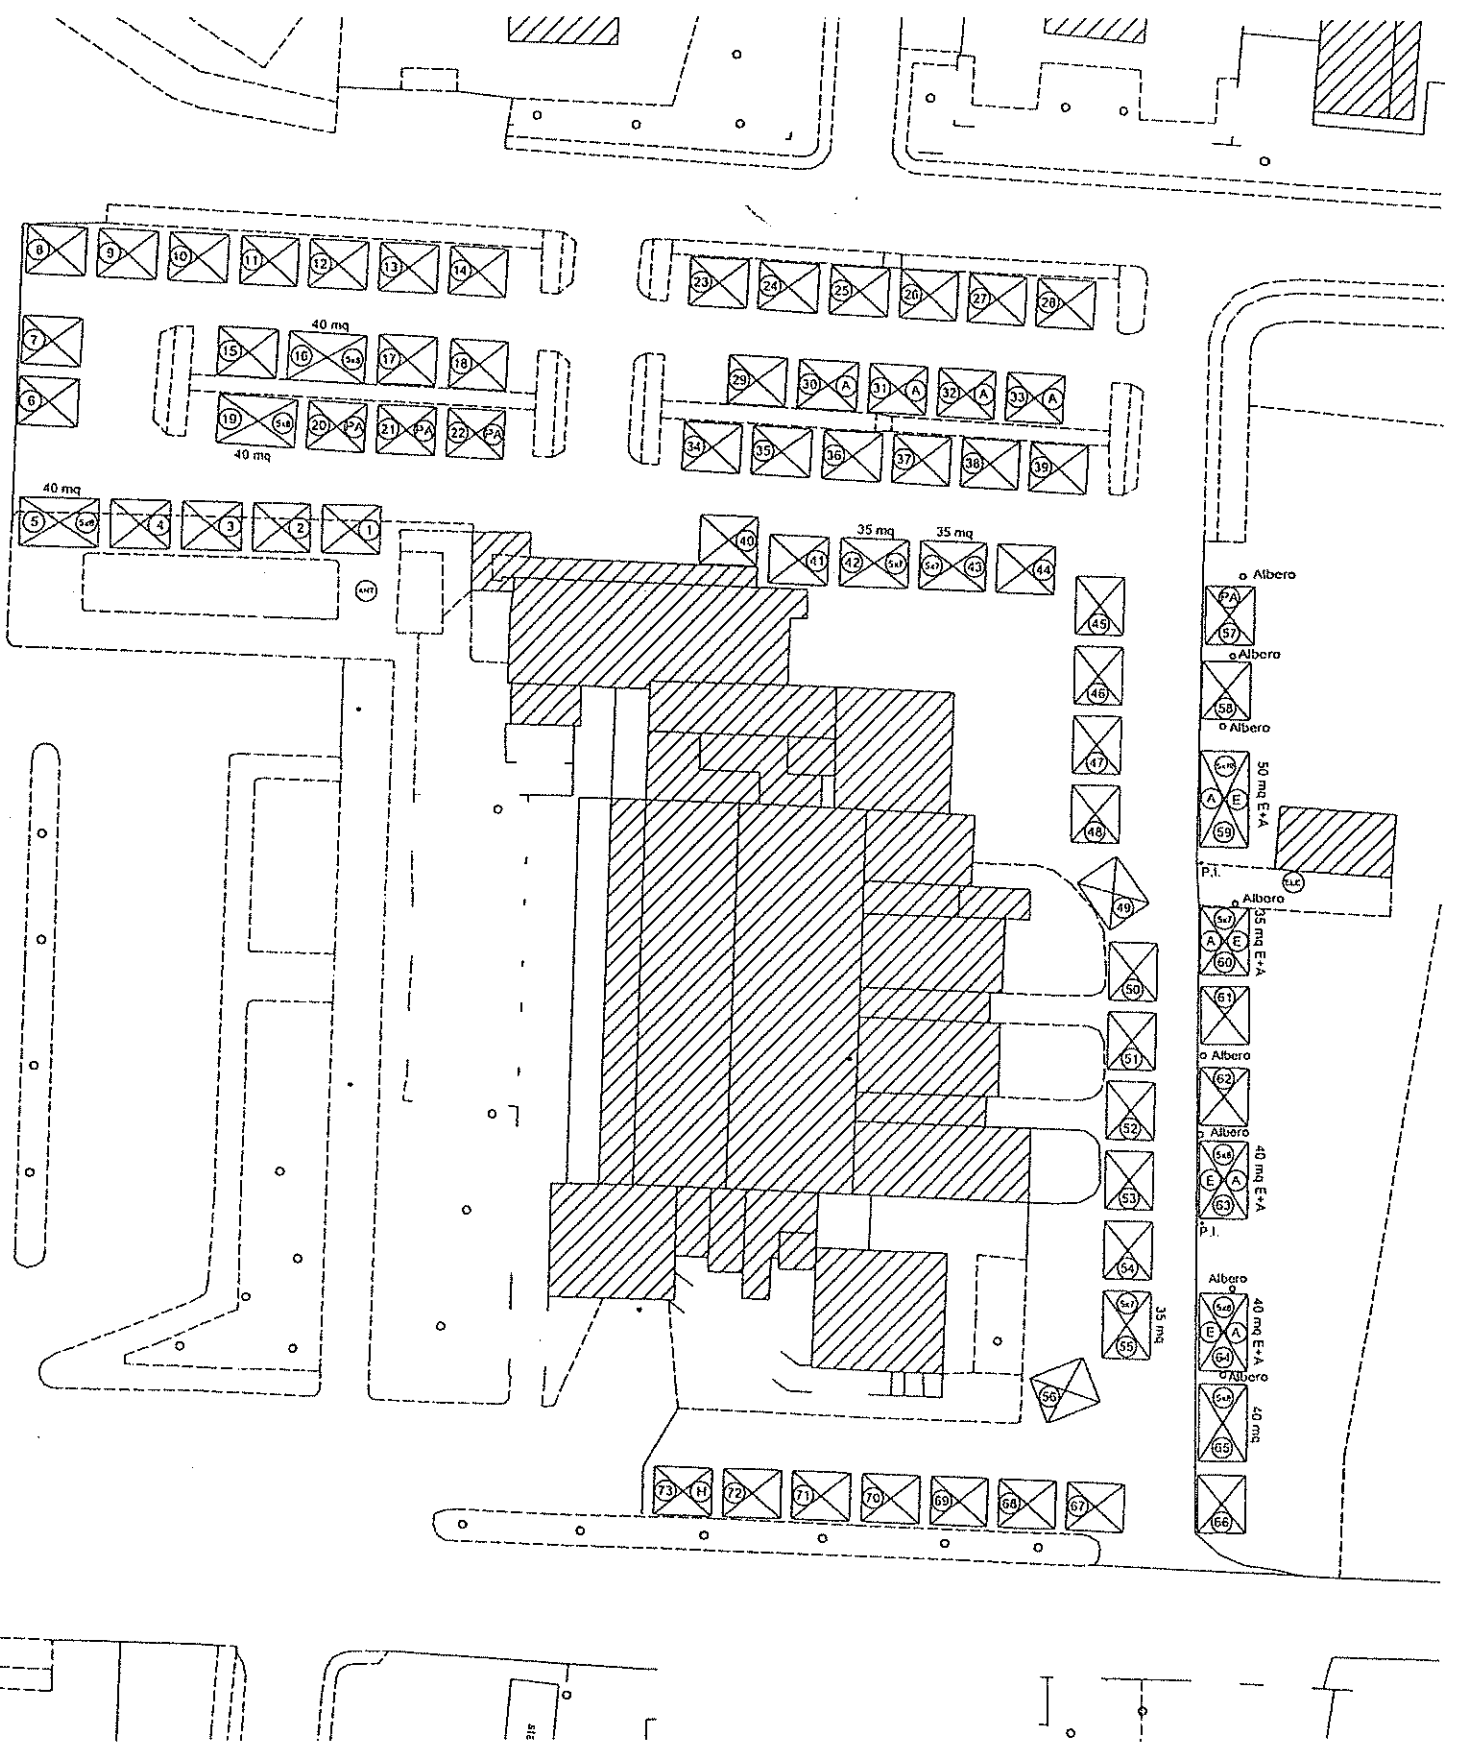 8 9 10 11 12 13 14
23 24 25 26 27 28
7
40 mq
15 16 5x8 17 18
29 30 A 31 A 32 A 33 A
6
19 5x8 20 PA 21 PA 22 PA
40 mq
34 35 36 37 38 39
40 mq
5 5x8 4 3 2 1
40 41
35 mq
42 5x7
35 mq
5x7 43
44
ANT
45
46
47
48
49
50
51
52
53
54
5x7
55
35 mq
56
Albero
PA
57
Albero
58
Albero
5x10
A E
59
50 mq E+A
P.I.
Albero
5x7
A E
60
35 mq E+A
61
Albero
62
Albero
5x8
E A
63
40 mq E+A
P.I.
Albero
5x8
E A
64
40 mq E+A
Albero
5x8
65
40 mq
66
73 H 72 71 70 69 68 67